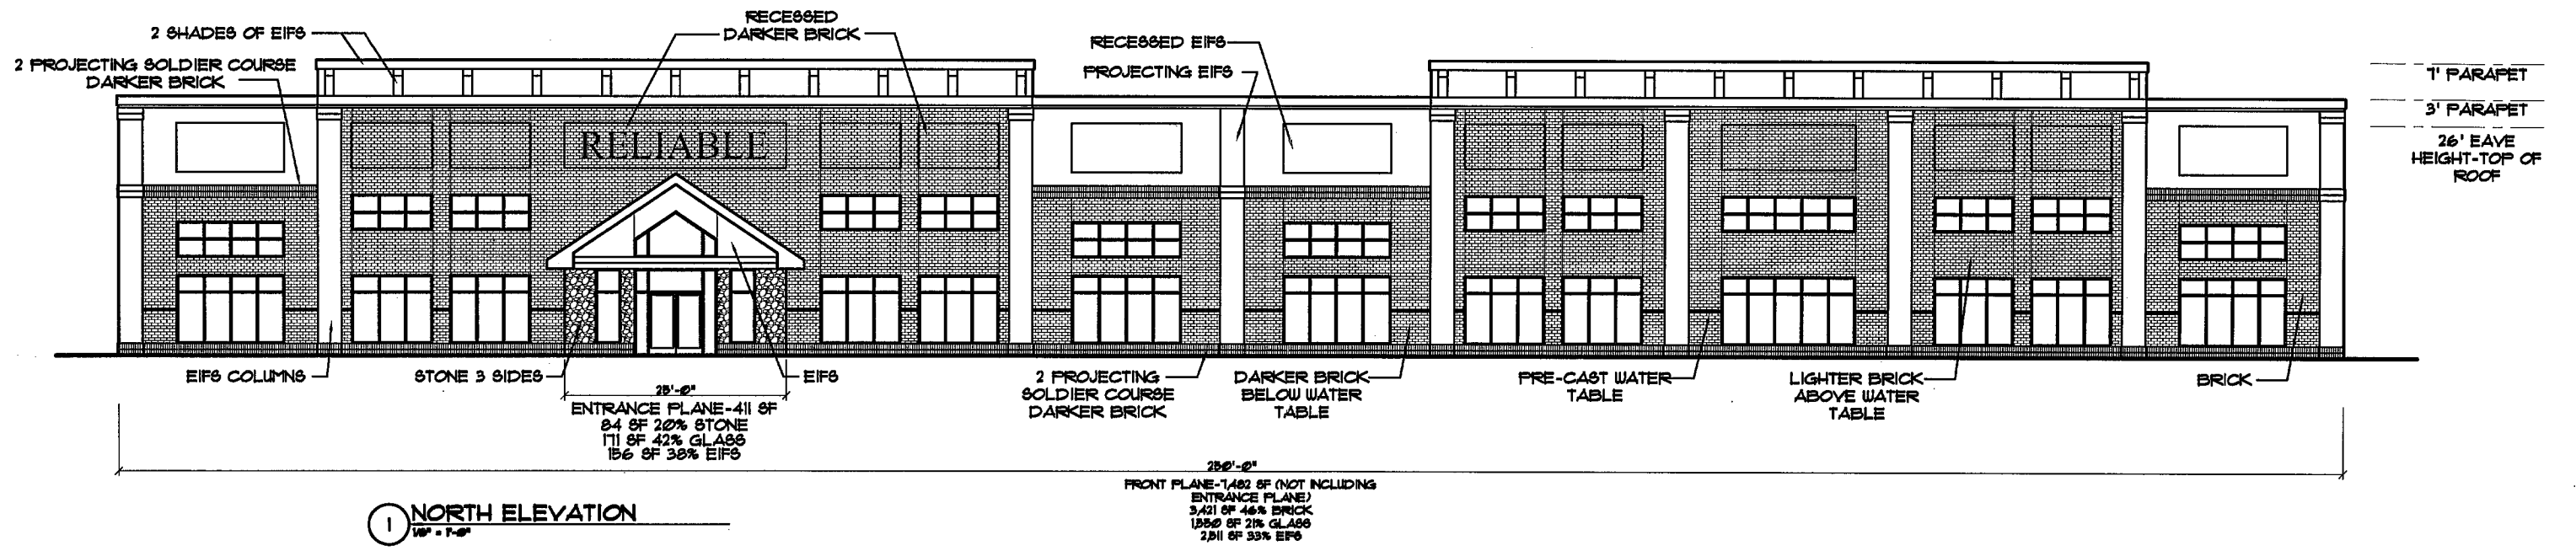 2 SHADES OF EIFS
2 PROJECTING SOLDIER COURSE
DARKER BRICK
RECESSED
DARKER BRICK
RECESSED EIFS
PROJECTING EIFS
7' PARAPET
3' PARAPET
26' EAVE
HEIGHT-TOP OF
ROOF
RELIABLE
EIFS COLUMNS
STONE 3 SIDES
EIFS
2 PROJECTING
SOLDIER COURSE
DARKER BRICK
DARKER BRICK
BELOW WATER
TABLE
PRE-CAST WATER
TABLE
LIGHTER BRICK
ABOVE WATER
TABLE
BRICK
25'-0"
ENTRANCE PLANE-411 SF
84 SF 20% STONE
171 SF 42% GLASS
156 SF 38% EIFS
250'-0"
FRONT PLANE-7,482 SF (NOT INCLUDING
ENTRANCE PLANE)
3,421 SF 46% BRICK
1,550 SF 21% GLASS
2,511 SF 33% EIFS
1 NORTH ELEVATION
1/8" = 1'-0"